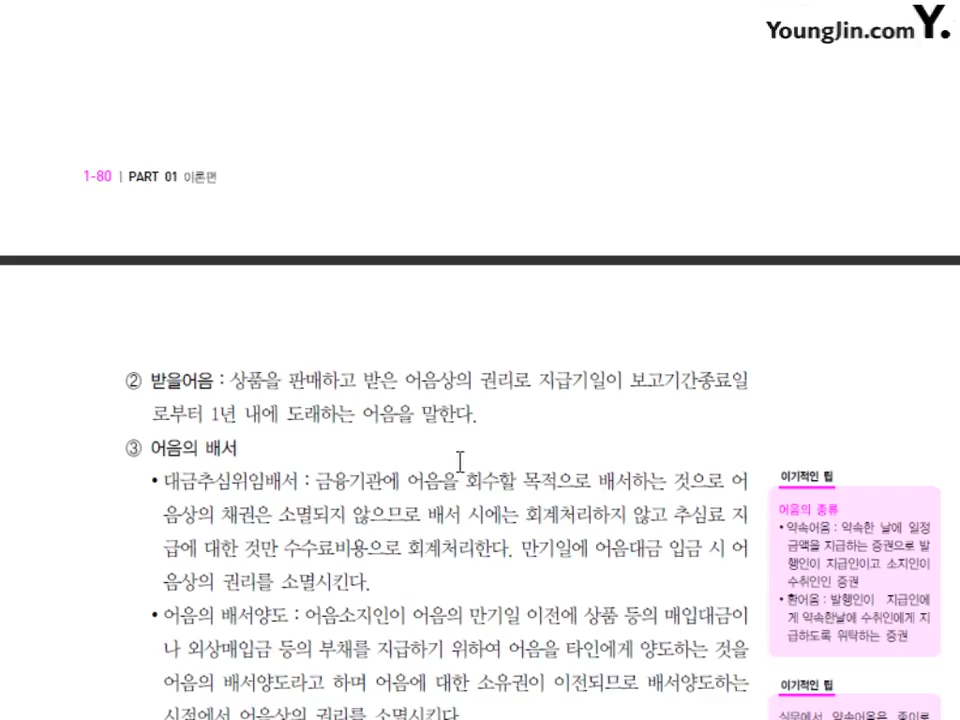 YoungJin.com Y.
1-80 | PART 01 이론편
② 받을어음 : 상품을 판매하고 받은 어음상의 권리로 지급기일이 보고기간종료일
로부터 1년 내에 도래하는 어음을 말한다.
③ 어음의 배서
• 대금추심위임배서 : 금융기관에 어음을 회수할 목적으로 배서하는 것으로 어
음상의 채권은 소멸되지 않으므로 배서 시에는 회계처리하지 않고 추심료 지
급에 대한 것만 수수료비용으로 회계처리한다. 만기일에 어음대금 입금 시 어
음상의 권리를 소멸시킨다.
• 어음의 배서양도 : 어음소지인이 어음의 만기일 이전에 상품 등의 매입대금이
나 외상매입금 등의 부채를 지급하기 위하여 어음을 타인에게 양도하는 것을
어음의 배서양도라고 하며 어음에 대한 소유권이 이전되므로 배서양도하는
시점에서 어음상의 권리를 소멸시킨다.
이기적인 팁
어음의 종류
• 약속어음 : 약속한 날에 일정
금액을 지급하는 증권으로 발
행인이 지급인이고 소지인이
수취인인 증권
• 환어음 : 발행인이 지급인에
게 약속한날에 수취인에게 지
급하도록 위탁하는 증권
이기적인 팁
실무에서 약속어음은 종이로